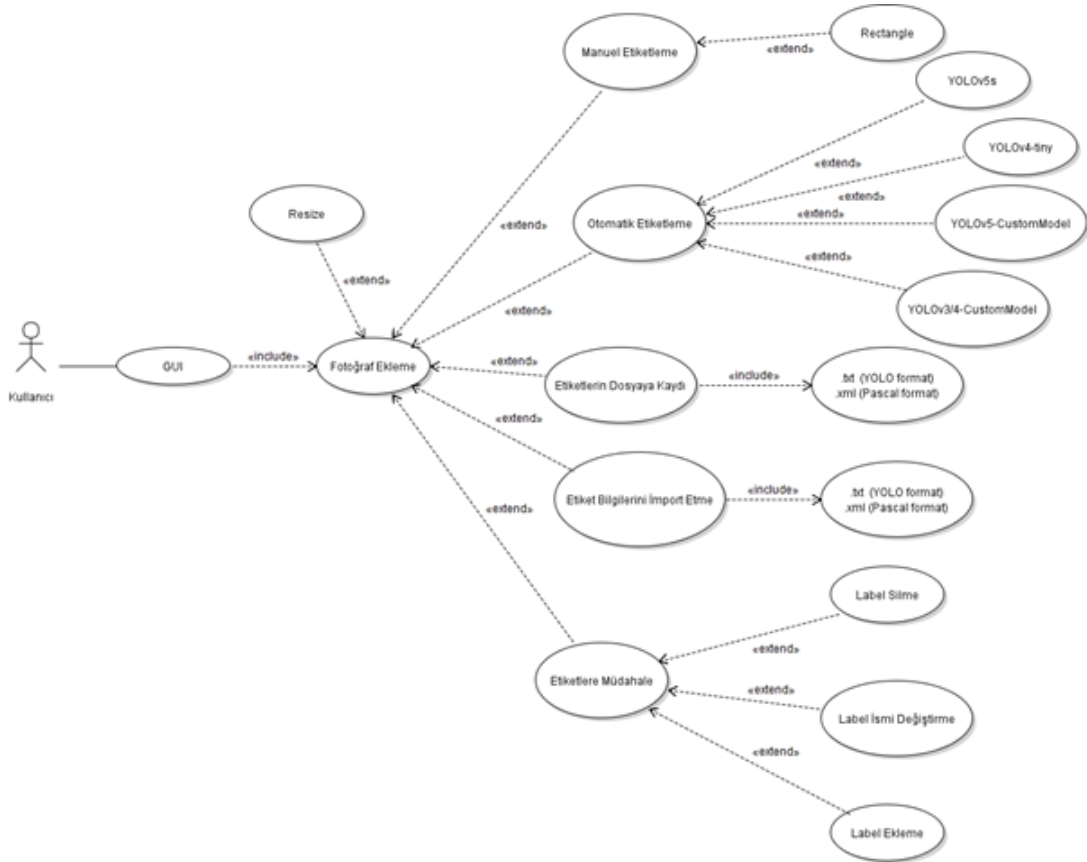 Manuel Etiketleme
«extend»
Rectangle
YOLOv5s
«extend»
YOLOv4-tiny
«extend»
Resize
«extend»
Otomatik Etiketleme
«extend»
YOLOv5-CustomModel
«extend»
«extend»
«extend»
YOLOv3/4-CustomModel
Kullanıcı
GUI
«include»
Fotoğraf Ekleme
«extend»
Etiketlerin Dosyaya Kaydı
«include»
.txt (YOLO format)
.xml (Pascal format)
«extend»
Etiket Bilgilerini İmport Etme
«include»
.txt (YOLO format)
.xml (Pascal format)
«extend»
Label Silme
«extend»
Etiketlere Müdahale
«extend»
Label İsmi Değiştirme
«extend»
Label Ekleme